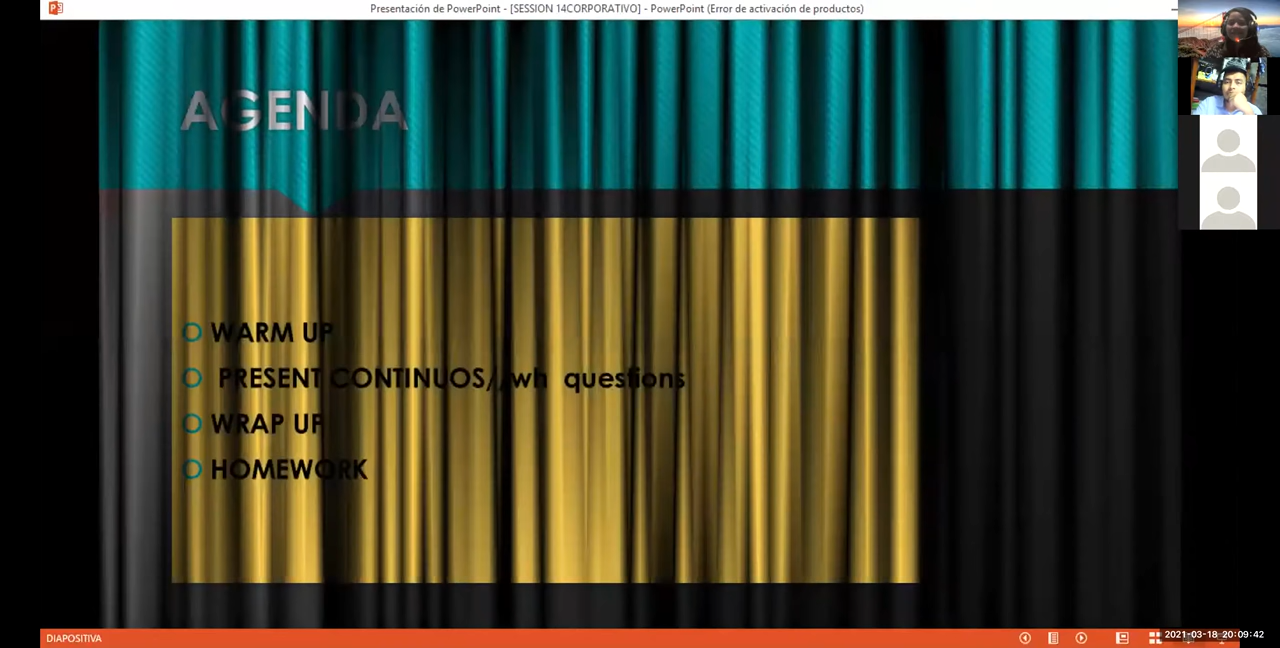 Presentación de PowerPoint - [SESSION 14CORPORATIVO] - PowerPoint (Error de activación de productos)
AGENDA
WARM UP
PRESENT CONTINUOS//wh questions
WRAP UP
HOMEWORK
DIAPOSITIVA
2021-03-18 20:09:42